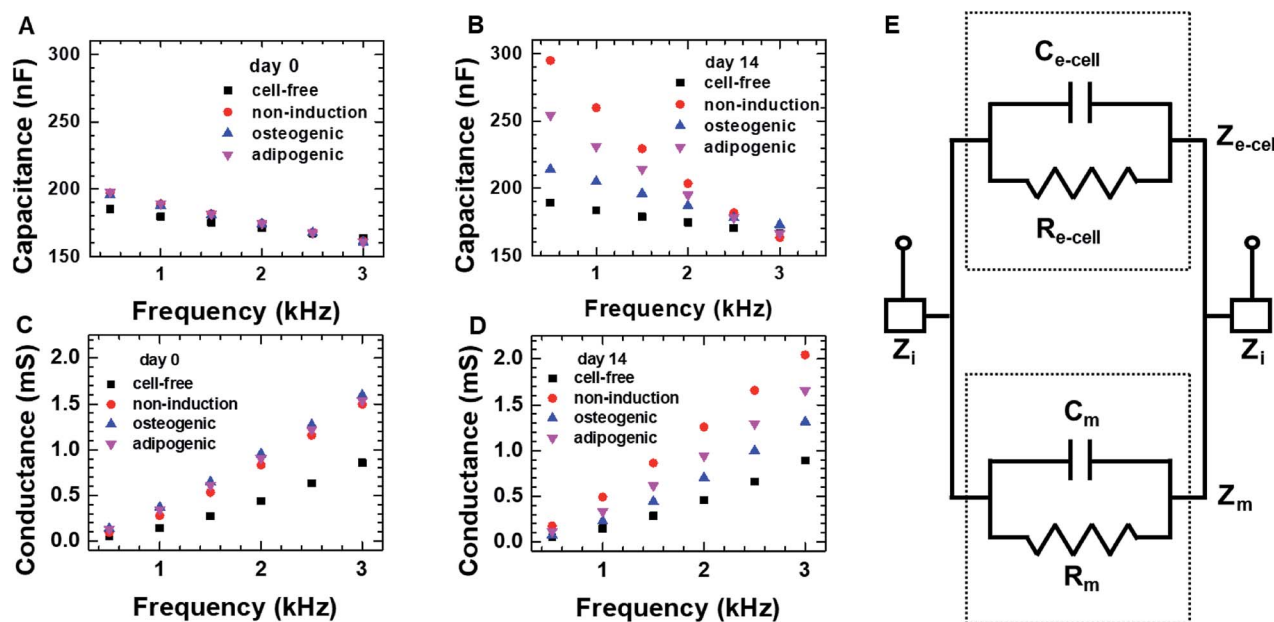 A
Capacitance (nF)
300
250
200
150
day 0
cell-free
non-induction
osteogenic
adipogenic
1
2
3
Frequency (kHz)
B
Capacitance (nF)
300
250
200
150
day 14
cell-free
non-induction
osteogenic
adipogenic
1
2
3
Frequency (kHz)
C
Conductance (mS)
2.0
1.5
1.0
0.5
0.0
day 0
cell-free
non-induction
osteogenic
adipogenic
1
2
3
Frequency (kHz)
D
Conductance (mS)
2.0
1.5
1.0
0.5
0.0
day 14
cell-free
non-induction
osteogenic
adipogenic
1
2
3
Frequency (kHz)
E
Ce-cell
Ze-cel
Re-cell
Zi
Zi
Cm
Zm
Rm